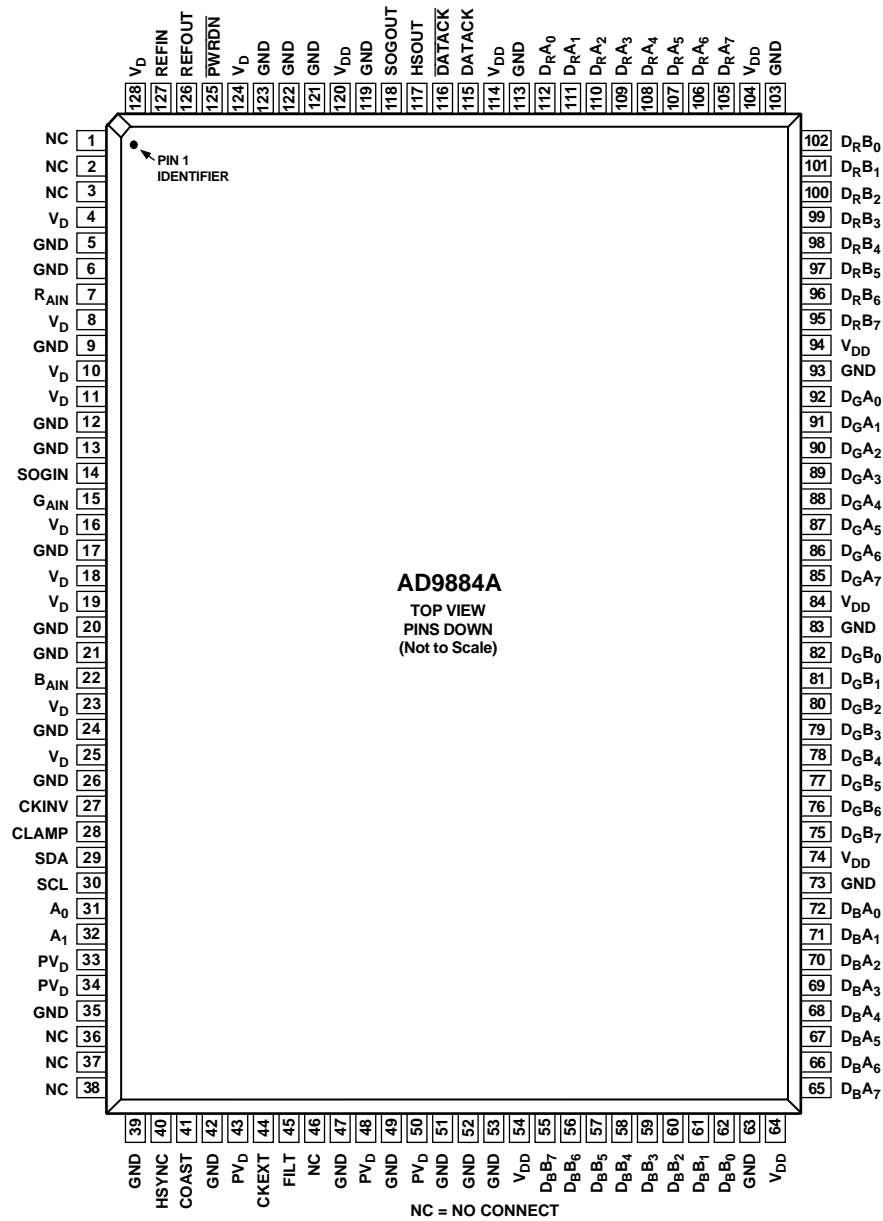 128 V_D
127 REFIN
126 REFOUT
125 P̅W̅R̅D̅N̅
124 V_D
123 GND
122 GND
121 GND
120 V_DD
119 GND
118 SOGOUT
117 HSOUT
116 D̅A̅T̅A̅C̅K̅
115 DATACK
114 V_DD
113 GND
112 D_RA_0
111 D_RA_1
110 D_RA_2
109 D_RA_3
108 D_RA_4
107 D_RA_5
106 D_RA_6
105 D_RA_7
104 V_DD
103 GND
NC 1
NC 2
NC 3
V_D 4
GND 5
GND 6
R_AIN 7
V_D 8
GND 9
V_D 10
V_D 11
GND 12
GND 13
SOGIN 14
G_AIN 15
V_D 16
GND 17
V_D 18
V_D 19
GND 20
GND 21
B_AIN 22
V_D 23
GND 24
V_D 25
GND 26
CKINV 27
CLAMP 28
SDA 29
SCL 30
A_0 31
A_1 32
PV_D 33
PV_D 34
GND 35
NC 36
NC 37
NC 38
PIN 1
IDENTIFIER
AD9884A
TOP VIEW
PINS DOWN
(Not to Scale)
102 D_RB_0
101 D_RB_1
100 D_RB_2
99 D_RB_3
98 D_RB_4
97 D_RB_5
96 D_RB_6
95 D_RB_7
94 V_DD
93 GND
92 D_GA_0
91 D_GA_1
90 D_GA_2
89 D_GA_3
88 D_GA_4
87 D_GA_5
86 D_GA_6
85 D_GA_7
84 V_DD
83 GND
82 D_GB_0
81 D_GB_1
80 D_GB_2
79 D_GB_3
78 D_GB_4
77 D_GB_5
76 D_GB_6
75 D_GB_7
74 V_DD
73 GND
72 D_BA_0
71 D_BA_1
70 D_BA_2
69 D_BA_3
68 D_BA_4
67 D_BA_5
66 D_BA_6
65 D_BA_7
39 GND
40 HSYNC
41 COAST
42 GND
43 PV_D
44 CKEXT
45 FILT
46 NC
47 GND
48 PV_D
49 GND
50 PV_D
51 GND
52 GND
53 GND
54 V_DD
55 D_BB_7
56 D_BB_6
57 D_BB_5
58 D_BB_4
59 D_BB_3
60 D_BB_2
61 D_BB_1
62 D_BB_0
63 GND
64 V_DD
NC = NO CONNECT